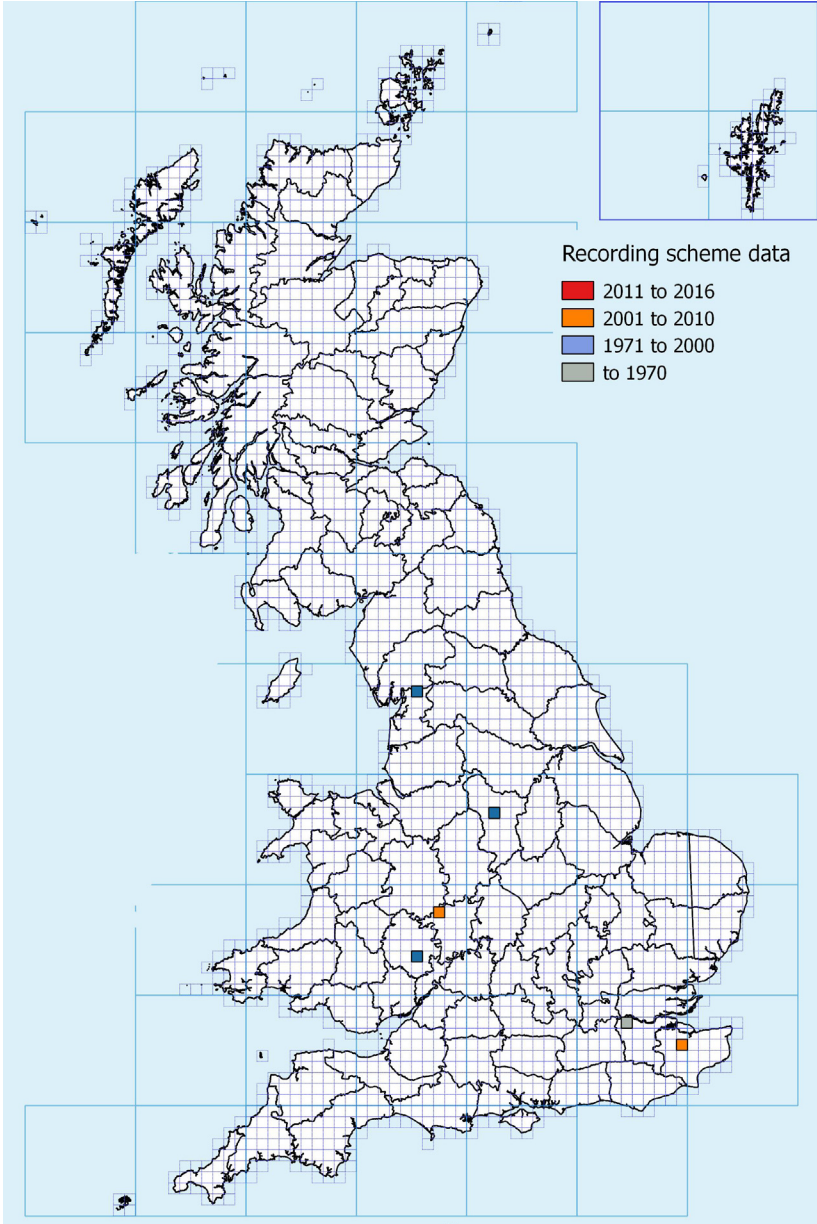 Recording scheme data
2011 to 2016
2001 to 2010
1971 to 2000
to 1970